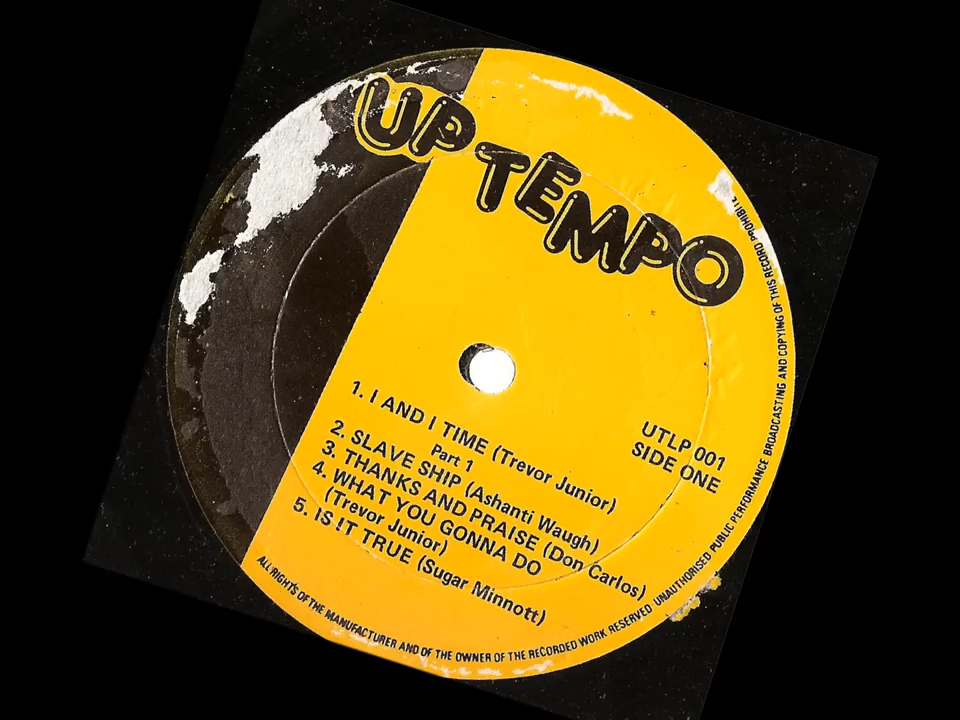 UP TEMPO
1. I AND I TIME (Trevor Junior)
Part 1
2. SLAVE SHIP (Ashanti Waugh)
3. THANKS AND PRAISE (Don Carlos)
4. WHAT YOU GONNA DO
(Trevor Junior)
5. IS IT TRUE (Sugar Minnott)
UTLP 001
SIDE ONE
ALL RIGHTS OF THE MANUFACTURER AND OF THE OWNER OF THE RECORDED WORK RESERVED UNAUTHORISED PUBLIC PERFORMANCE BROADCASTING AND COPYING OF THIS RECORD